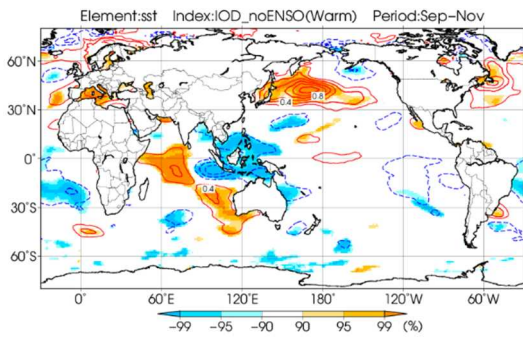 Element:sst Index:IOD_noENSO(Warm) Period:Sep-Nov
60°N
30°N
0°
30°S
60°S
0.4
0.8
0.4
0° 60°E 120°E 180° 120°W 60°W
-99 -95 -90 90 95 99 (%)